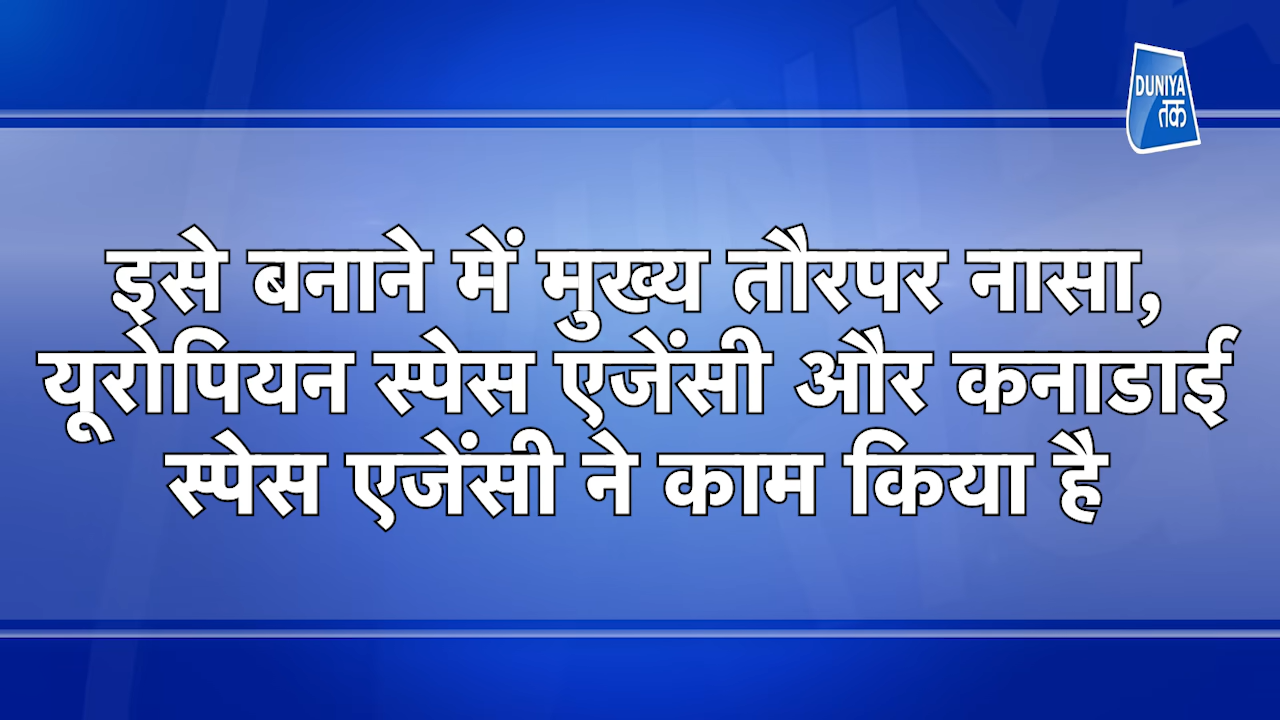 DUNIYA
तक
इसे बनाने में मुख्य तौरपर नासा,
यूरोपियन स्पेस एजेंसी और कनाडाई
स्पेस एजेंसी ने काम किया है